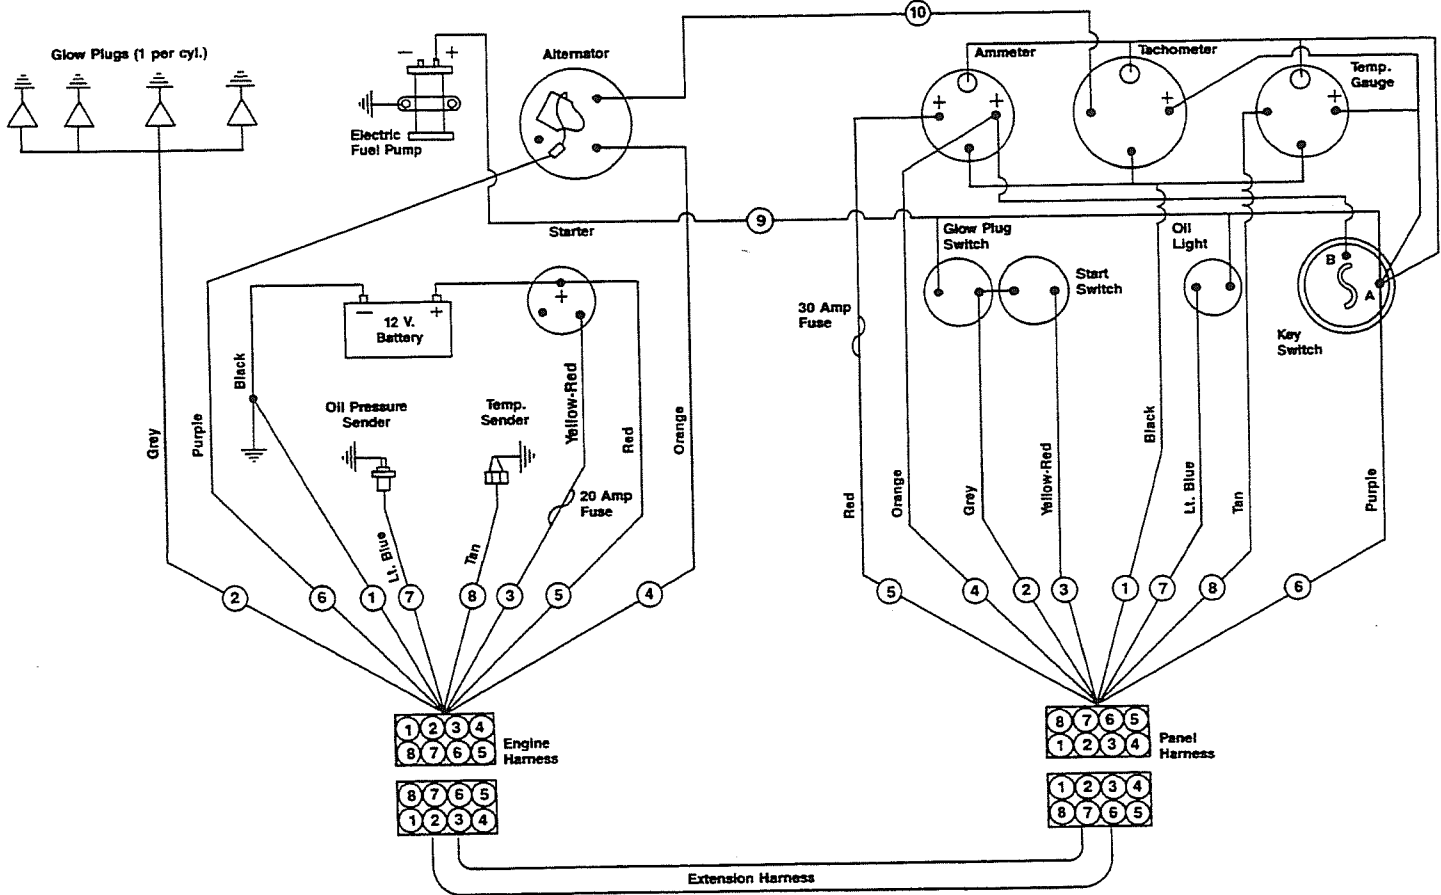 10
Glow Plugs (1 per cyl.)
−
+
Alternator
Ammeter
Tachometer
Temp.
Gauge
+
+
+
+
Electric
Fuel Pump
9
Starter
Glow Plug
Switch
Oil
Light
Start
Switch
B
A
Key
Switch
+
−
+
12 V.
Battery
30 Amp
Fuse
Black
Oil Pressure
Sender
Temp.
Sender
Yellow-Red
Red
Orange
Grey
Purple
20 Amp
Fuse
Lt. Blue
Tan
Red
Orange
Grey
Yellow-Red
Black
Lt. Blue
Tan
Purple
2
6
1
7
8
3
5
4
5
4
2
3
1
7
8
6
1 2 3 4
8 7 6 5
Engine
Harness
8 7 6 5
1 2 3 4
8 7 6 5
1 2 3 4
Panel
Harness
1 2 3 4
8 7 6 5
Extension Harness